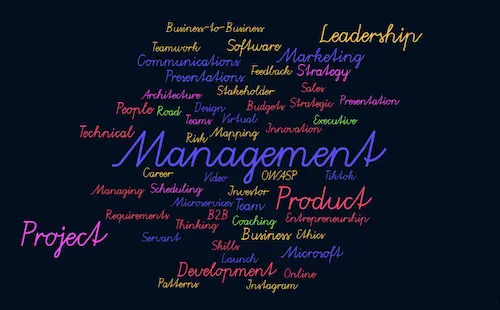 Business-to-Business
Leadership
Teamwork Software
Communications Marketing
Presentations Feedback Strategy
Architecture Stakeholder Sales
People Road Design Budgets Strategic Presentation
Teams Virtual Executive
Technical Risk Mapping Innovation
Management
Career Video OWASP Tiktok
Managing Scheduling Investor Product
Microservices Team
Requirements B2B Coaching Entrepreneurship
Project Thinking
Servant Business Ethics
Skills
Launch Microsoft
Development Online
Patterns Instagram